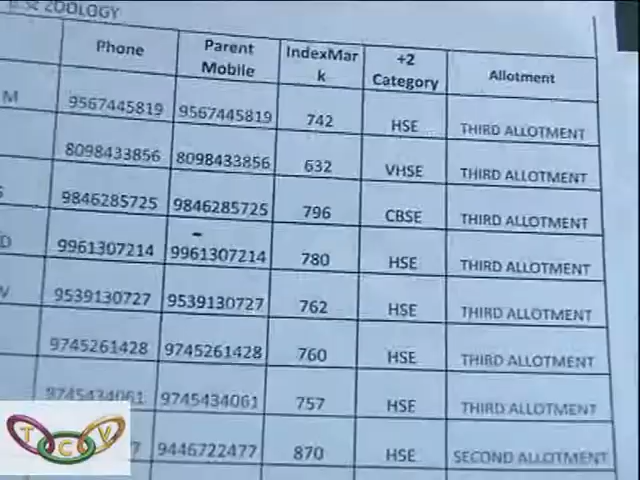 ZOOLOGY
Phone Parent Mobile IndexMark +2 Category Allotment
M 9567445819 9567445819 742 HSE THIRD ALLOTMENT
8098433856 8098433856 632 VHSE THIRD ALLOTMENT
S 9846285725 9846285725 796 CBSE THIRD ALLOTMENT
D 9961307214 9961307214 780 HSE THIRD ALLOTMENT
9539130727 9539130727 762 HSE THIRD ALLOTMENT
9745261428 9745261428 760 HSE THIRD ALLOTMENT
9745434061 9745434061 757 HSE THIRD ALLOTMENT
7 9446722477 870 HSE SECOND ALLOTMENT
TCV